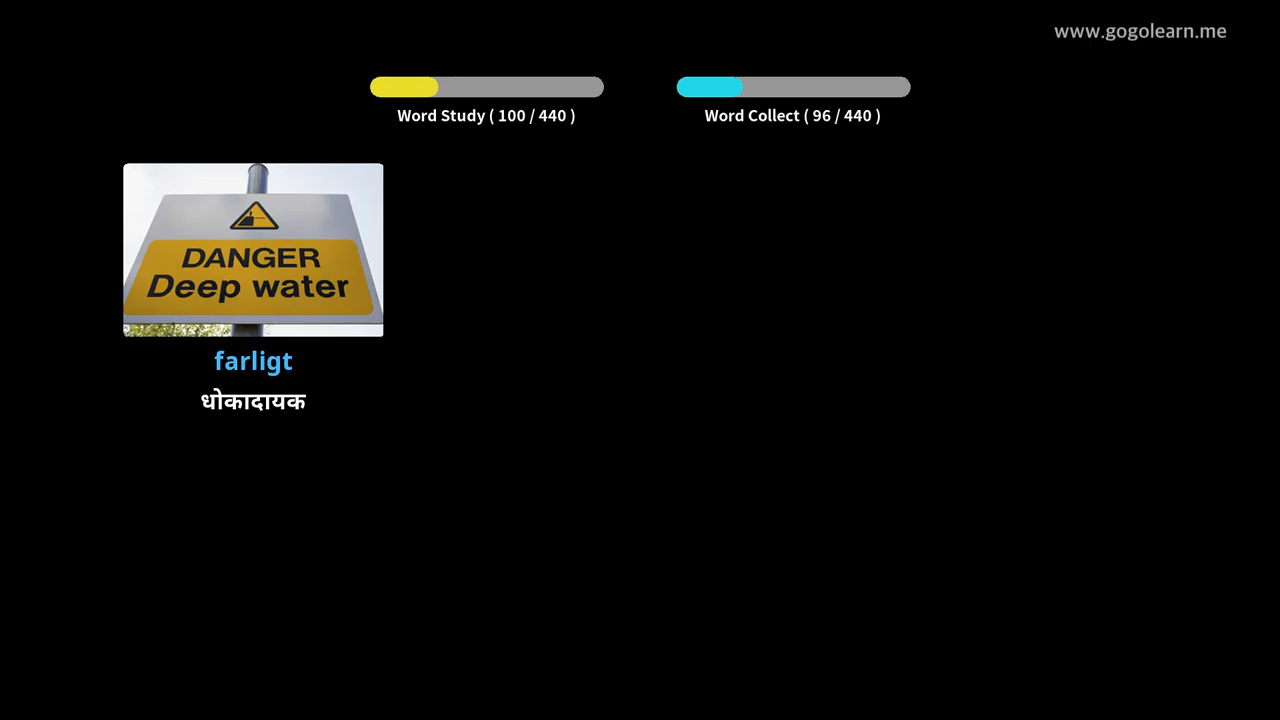 www.gogolearn.me
Word Study ( 100 / 440 )
Word Collect ( 96 / 440 )
DANGER
Deep water
farligt
धोकादायक